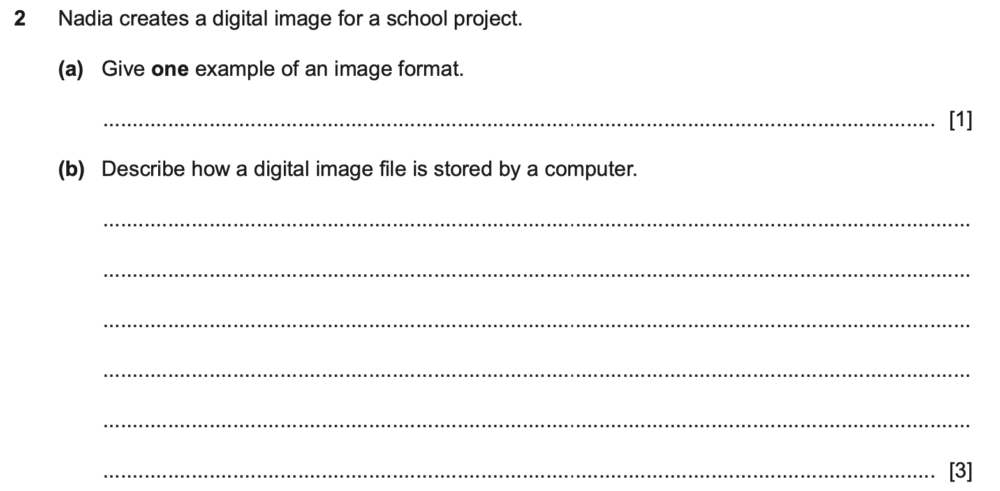 2 Nadia creates a digital image for a school project.
(a) Give one example of an image format.
.................................................................................................................................. [1]
(b) Describe how a digital image file is stored by a computer.
..........................................................................................................................................
..........................................................................................................................................
..........................................................................................................................................
..........................................................................................................................................
..........................................................................................................................................
.................................................................................................................................. [3]